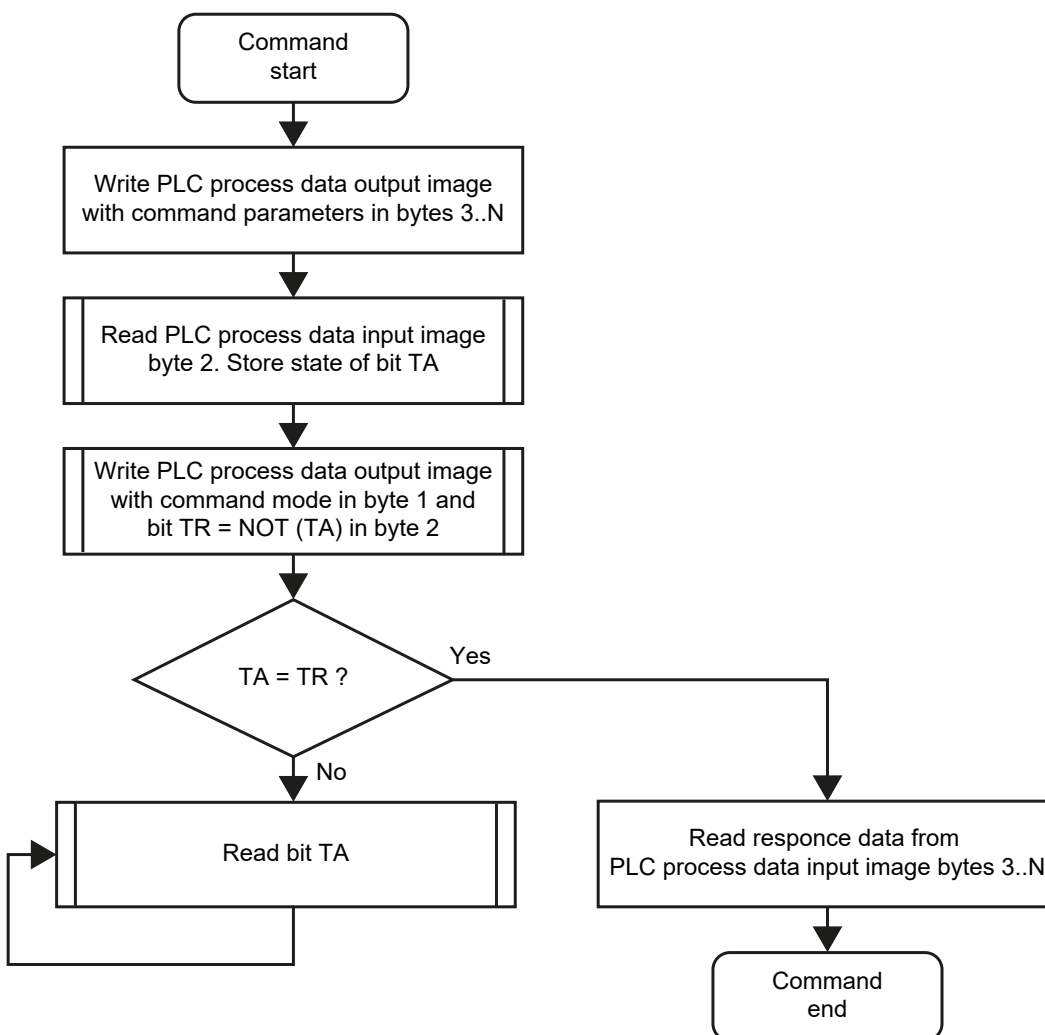 Command
start
Write PLC process data output image
with command parameters in bytes 3..N
Read PLC process data input image
byte 2. Store state of bit TA
Write PLC process data output image
with command mode in byte 1 and
bit TR = NOT (TA) in byte 2
TA = TR ?
Yes
No
Read bit TA
Read responce data from
PLC process data input image bytes 3..N
Command
end